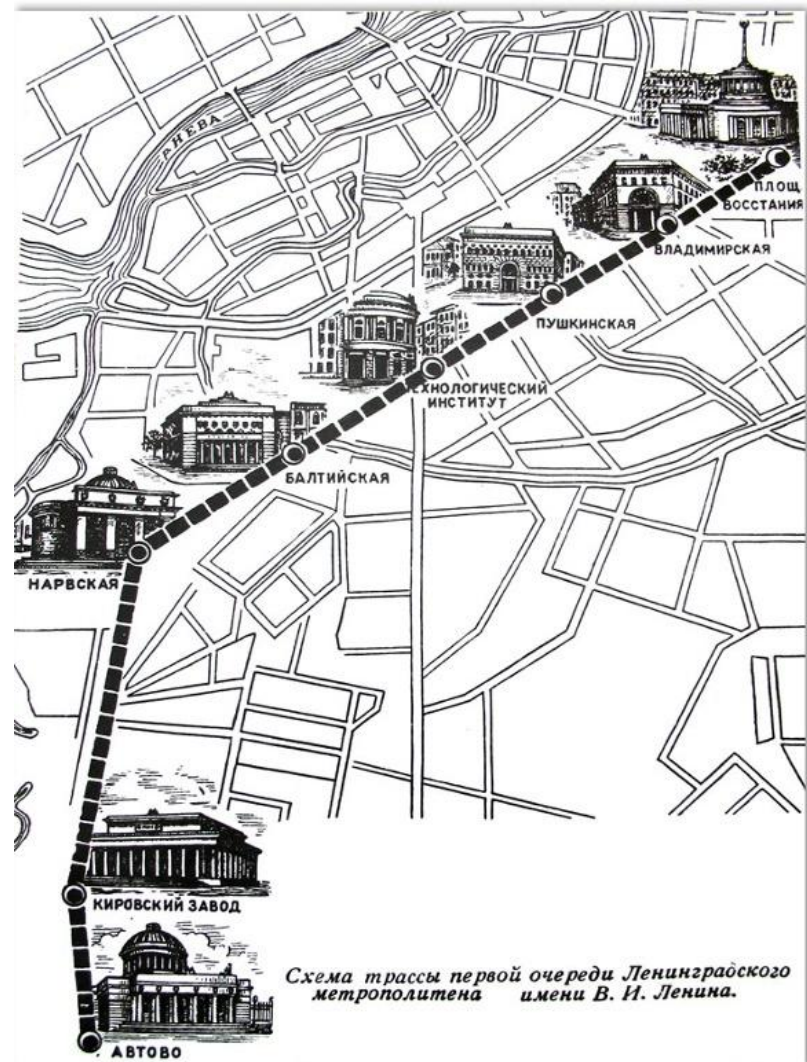 Р НЕВА
ПЛОЩ
ВОССТАНИЯ
ВЛАДИМИРСКАЯ
ПУШКИНСКАЯ
ТЕХНОЛОГИЧЕСКИЙ
ИНСТИТУТ
БАЛТИЙСКАЯ
НАРВСКАЯ
КИРОВСКИЙ ЗАВОД
АВТОВО
Схема трассы первой очереди Ленинградского
метрополитена имени В. И. Ленина.